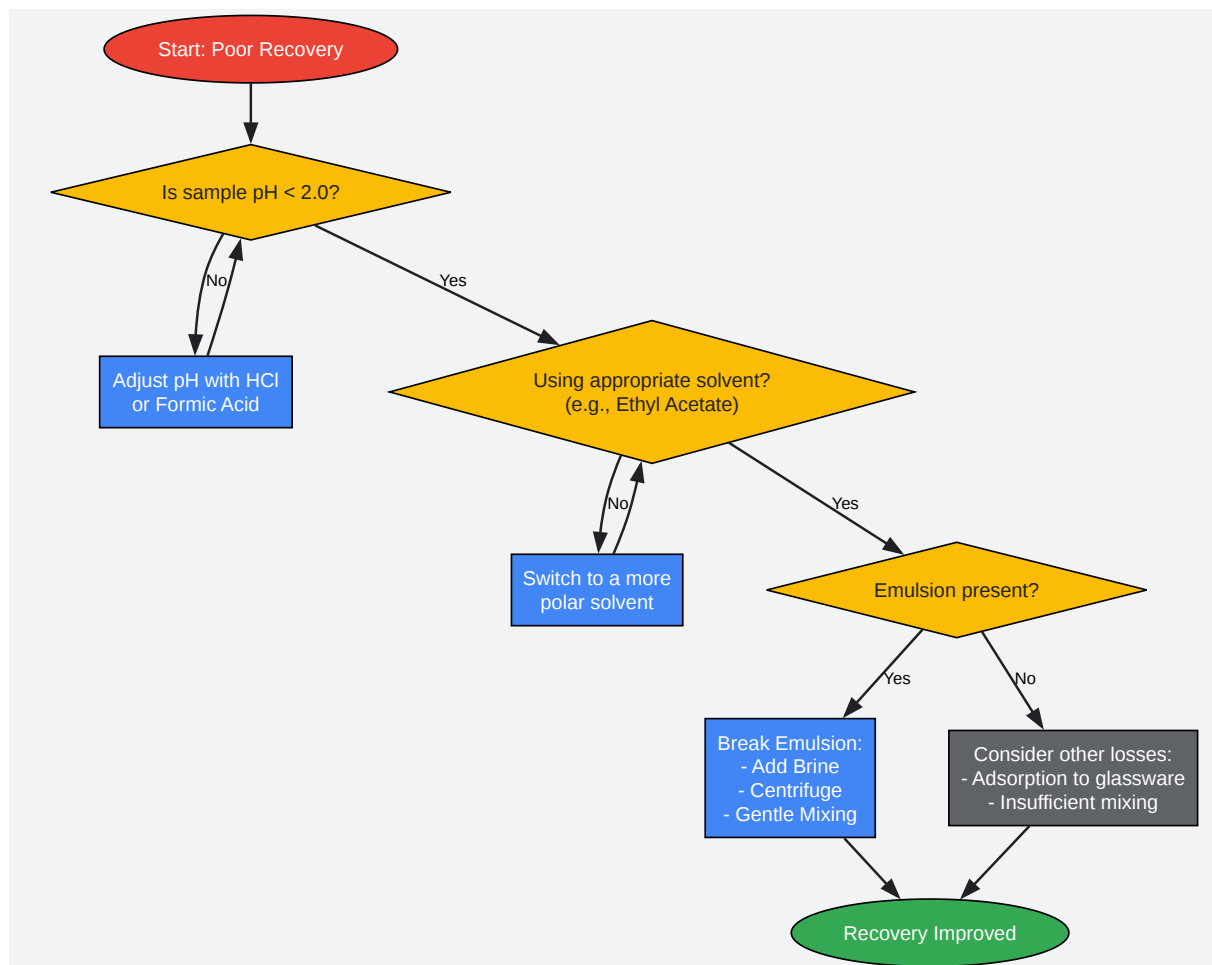 Start: Poor Recovery
Is sample pH < 2.0?
No
Yes
Adjust pH with HCl
or Formic Acid
Using appropriate solvent?
(e.g., Ethyl Acetate)
No
Yes
Switch to a more
polar solvent
Emulsion present?
Yes
No
Break Emulsion:
- Add Brine
- Centrifuge
- Gentle Mixing
Consider other losses:
- Adsorption to glassware
- Insufficient mixing
Recovery Improved